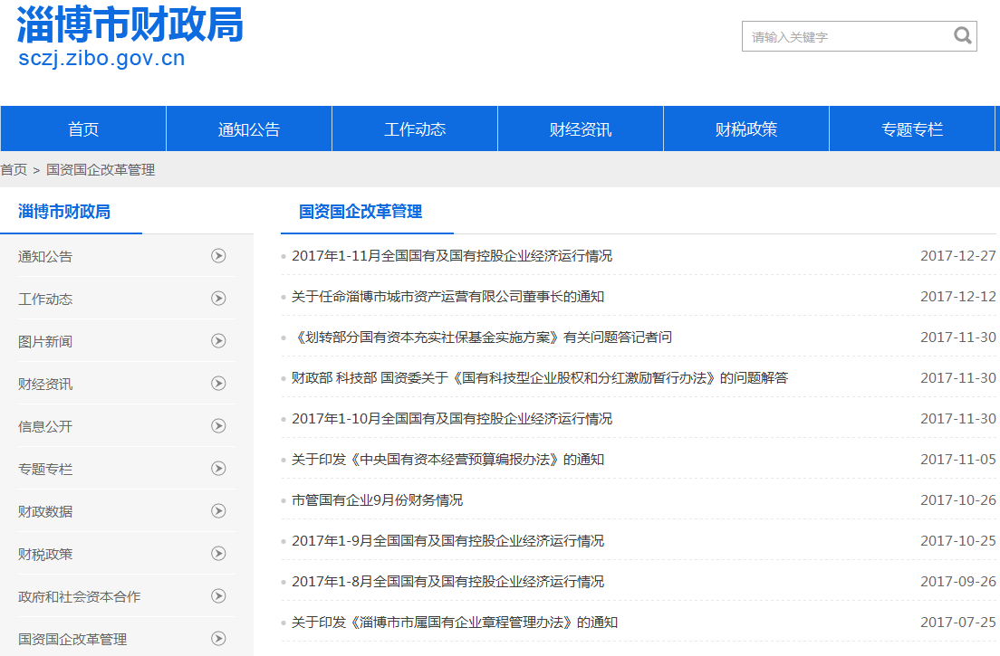 淄博市财政局
sczj.zibo.gov.cn
请输入关键字
首页 通知公告 工作动态 财经资讯 财税政策 专题专栏
首页 > 国资国企改革管理
淄博市财政局
通知公告
工作动态
图片新闻
财经资讯
信息公开
专题专栏
财政数据
财税政策
政府和社会资本合作
国资国企改革管理
国资国企改革管理
2017年1-11月全国国有及国有控股企业经济运行情况 2017-12-27
关于任命淄博市城市资产运营有限公司董事长的通知 2017-12-12
《划转部分国有资本充实社保基金实施方案》有关问题答记者问 2017-11-30
财政部 科技部 国资委关于《国有科技型企业股权和分红激励暂行办法》的问题解答 2017-11-30
2017年1-10月全国国有及国有控股企业经济运行情况 2017-11-30
关于印发《中央国有资本经营预算编报办法》的通知 2017-11-05
市管国有企业9月份财务情况 2017-10-26
2017年1-9月全国国有及国有控股企业经济运行情况 2017-10-25
2017年1-8月全国国有及国有控股企业经济运行情况 2017-09-26
关于印发《淄博市市属国有企业章程管理办法》的通知 2017-07-25